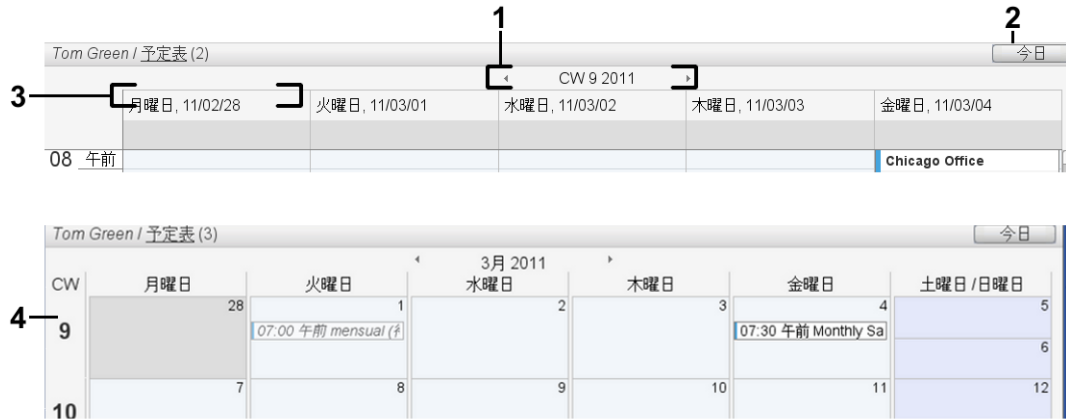 1
2
Tom Green / 予定表 (2)
今日
CW 9 2011
3
月曜日, 11/02/28
火曜日, 11/03/01
水曜日, 11/03/02
木曜日, 11/03/03
金曜日, 11/03/04
08 午前
Chicago Office
Tom Green / 予定表 (3)
今日
3月 2011
CW
月曜日
火曜日
水曜日
木曜日
金曜日
土曜日 /日曜日
4
9
28
1
2
3
4
5
07:00 午前 mensual
07:30 午前 Monthly Sa
6
10
7
8
9
10
11
12